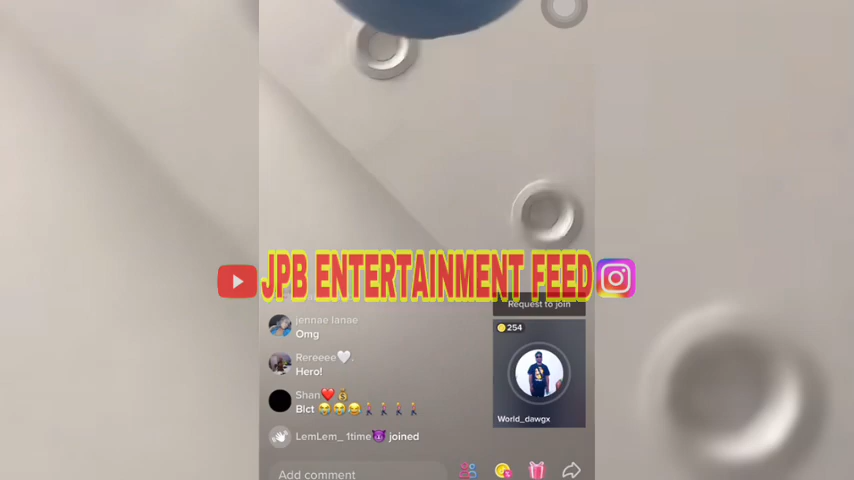 JPB ENTERTAINMENT FEED
Request to join
jennae lanae
Omg
254
Rereeee🤍.
Hero!
Shan❤️💰
Blct 😭😭😂🚶🚶🚶🚶
World_dawgx
LemLem_ 1time😈 joined
Add comment